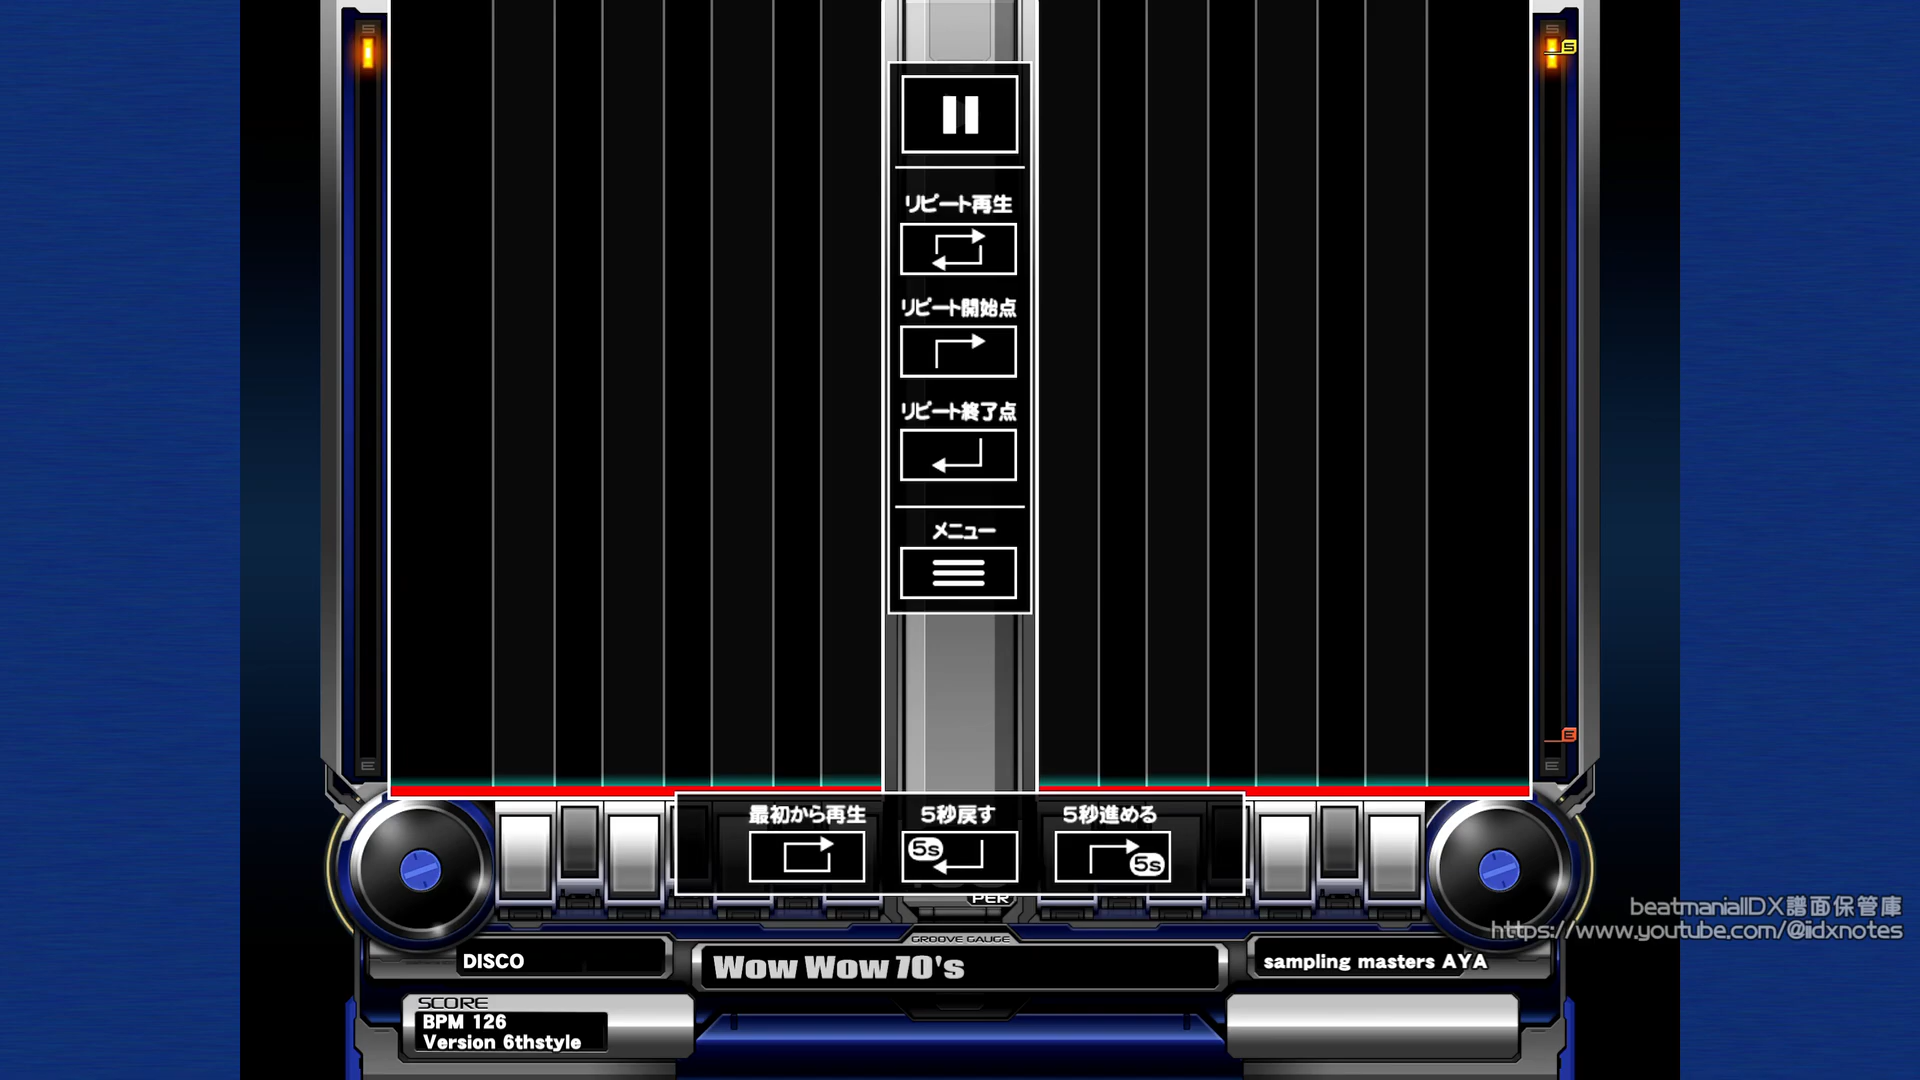 S
S
S
リピート再生
リピート開始点
リピート終了点
メニュー
E
E
E
最初から再生
5秒戻す
5秒進める
5s
5s
PER
beatmaniaIIDX譜面保管庫
https://www.youtube.com/@iidxnotes
GROOVE GAUGE
DISCO
Wow Wow 70's
sampling masters AYA
SCORE
BPM 126
Version 6thstyle